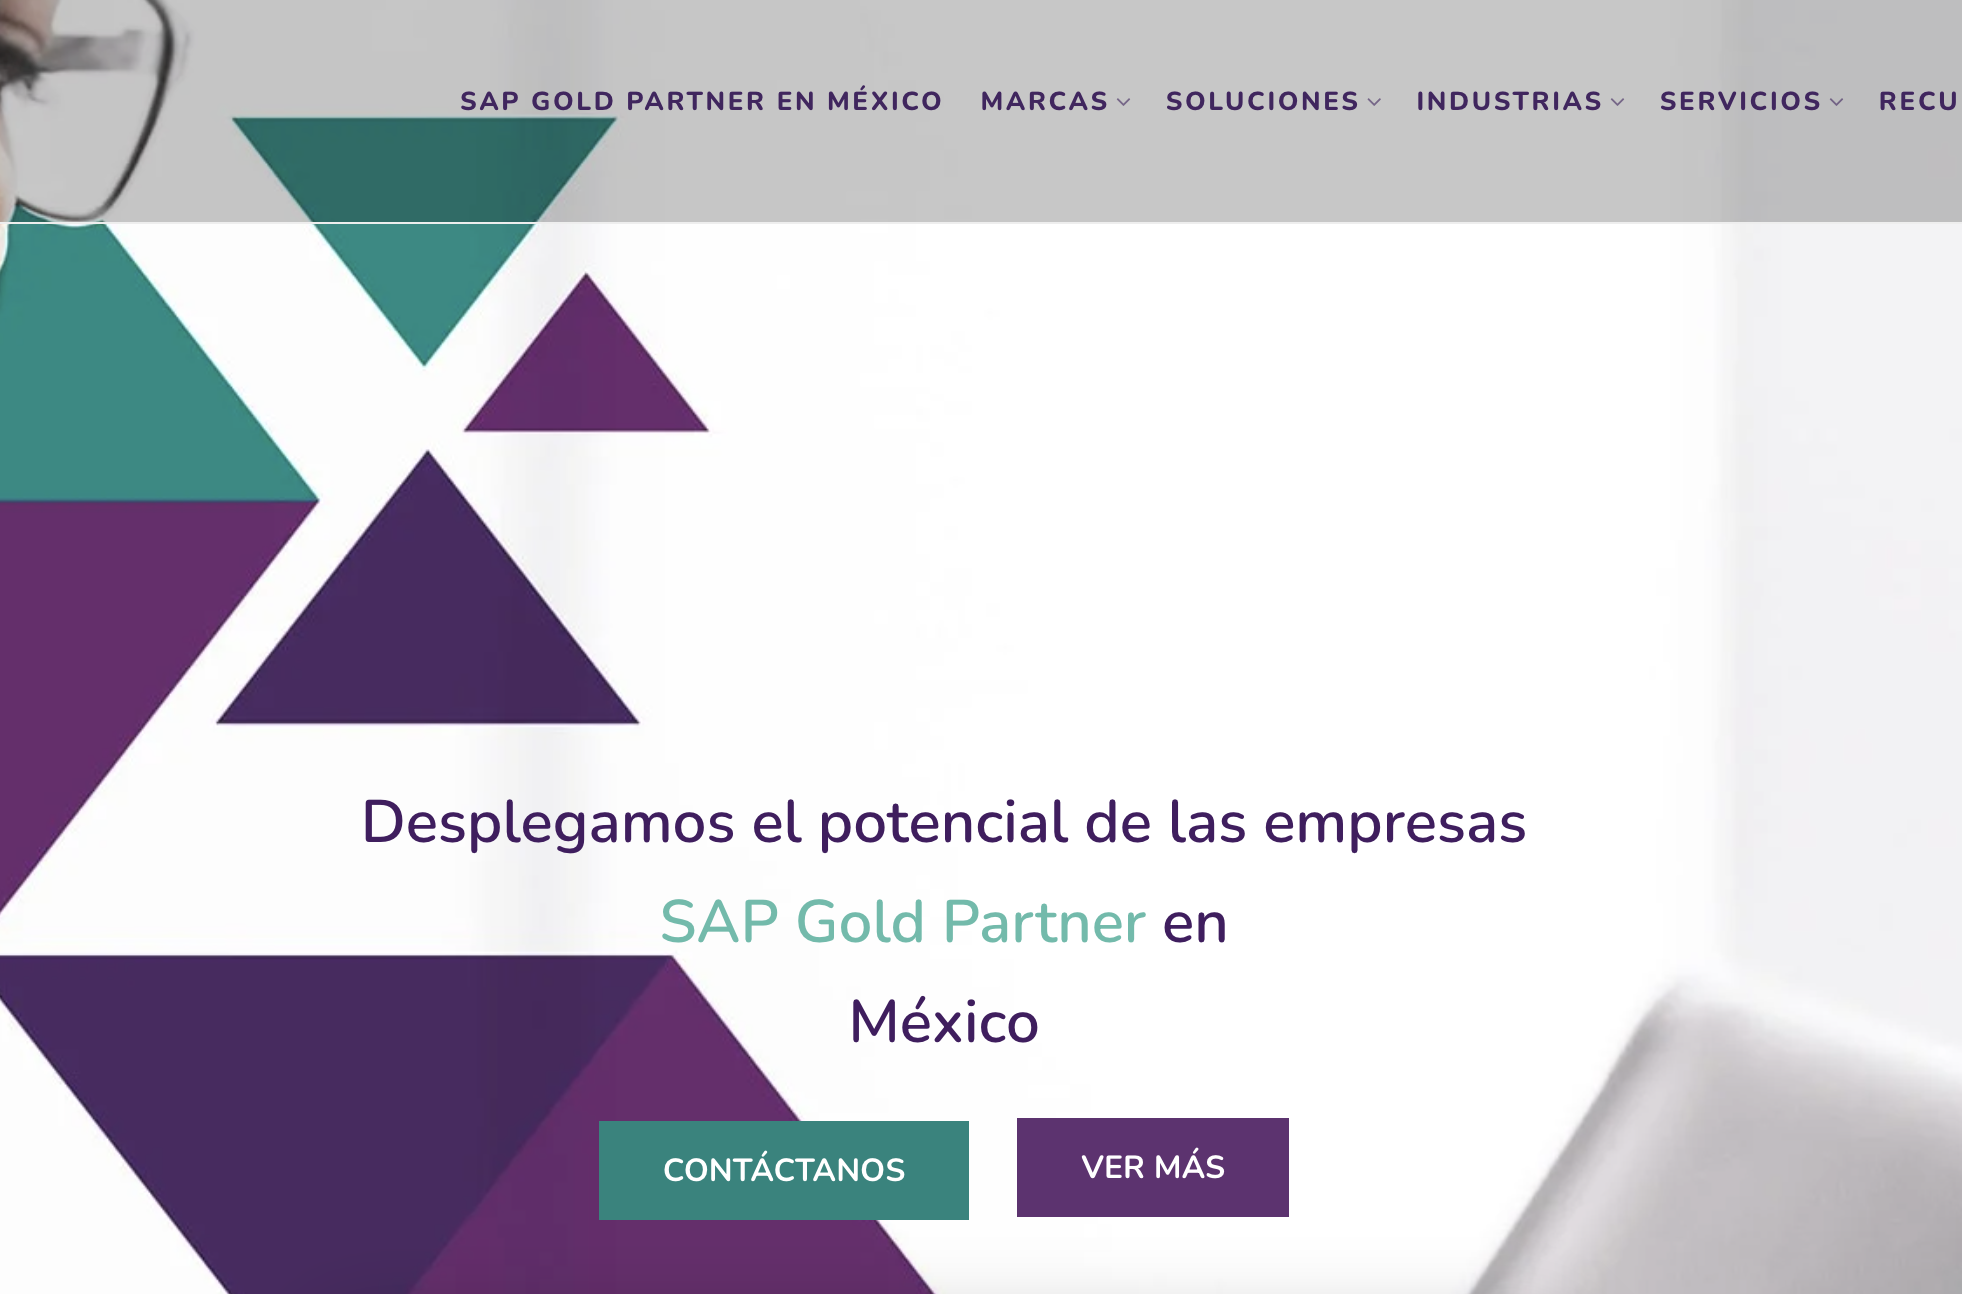 SAP GOLD PARTNER EN MÉXICO MARCAS SOLUCIONES INDUSTRIAS SERVICIOS RECU
Desplegamos el potencial de las empresas
SAP Gold Partner en
México
CONTÁCTANOS VER MÁS